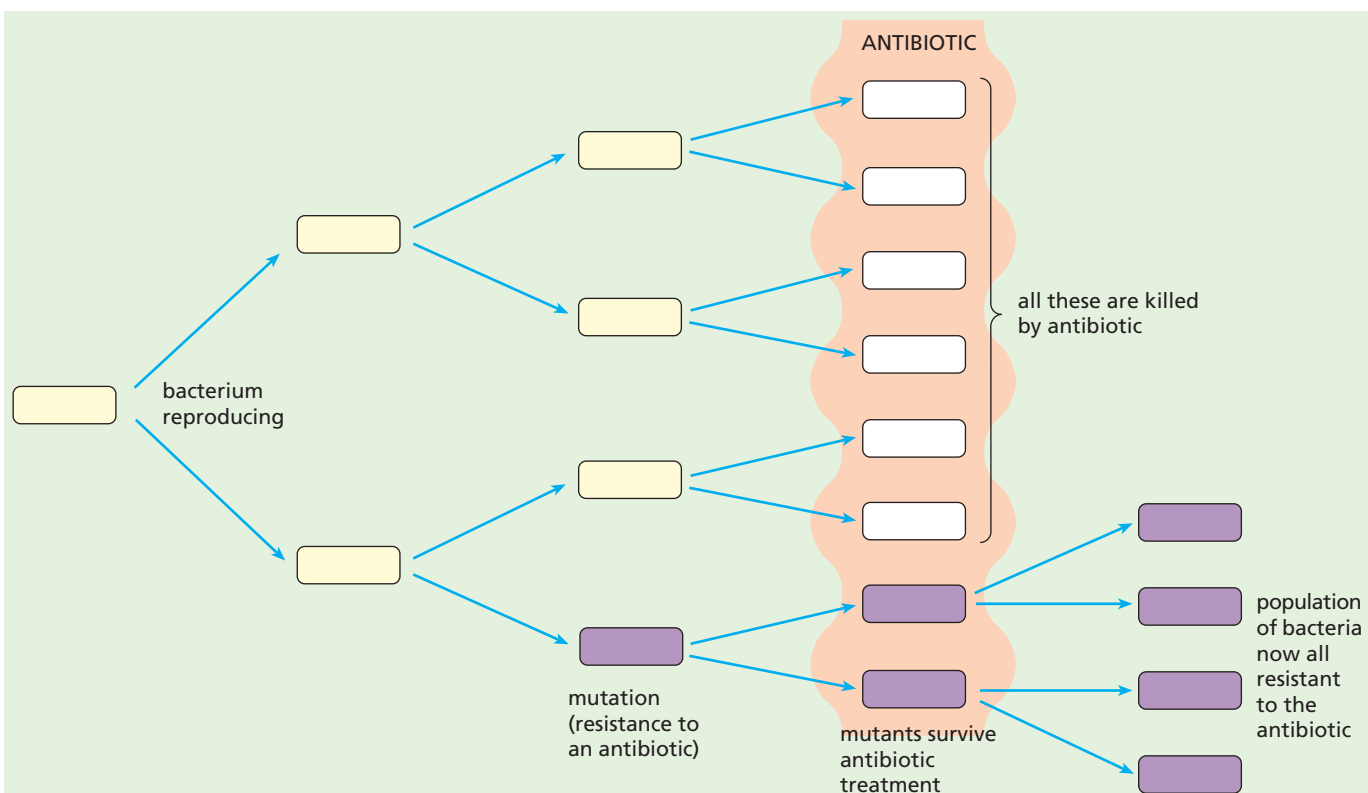 ANTIBIOTIC
all these are killed
by antibiotic
bacterium
reproducing
mutation
(resistance to
an antibiotic)
mutants survive
antibiotic
treatment
population
of bacteria
now all
resistant
to the
antibiotic